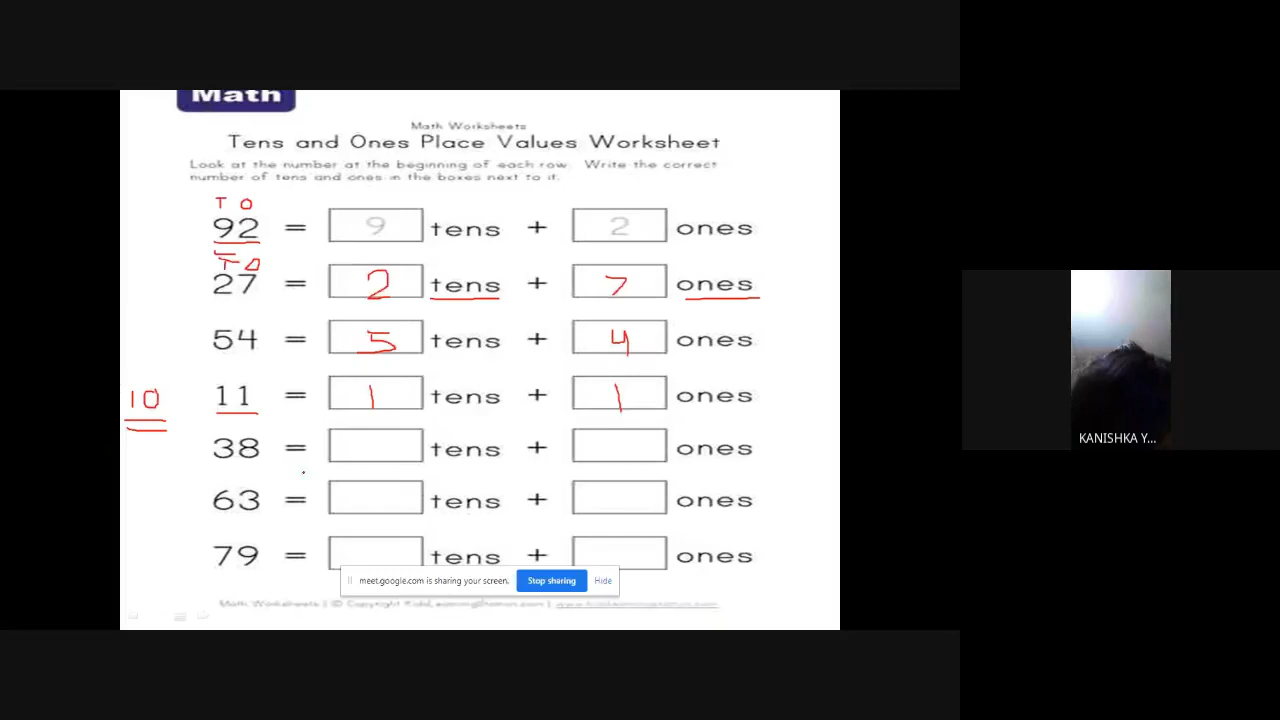 Math
Math Worksheets
Tens and Ones Place Values Worksheet
Look at the number at the beginning of each row. Write the correct
number of tens and ones in the boxes next to it.
T O
92 = 9 tens + 2 ones
T O
27 = 2 tens + 7 ones
54 = 5 tens + 4 ones
10 11 = 1 tens + 1 ones
38 = tens + ones
63 = tens + ones
79 = tens + ones
meet.google.com is sharing your screen. Stop sharing Hide
Math Worksheets | © Copyright
KANISHKA Y...